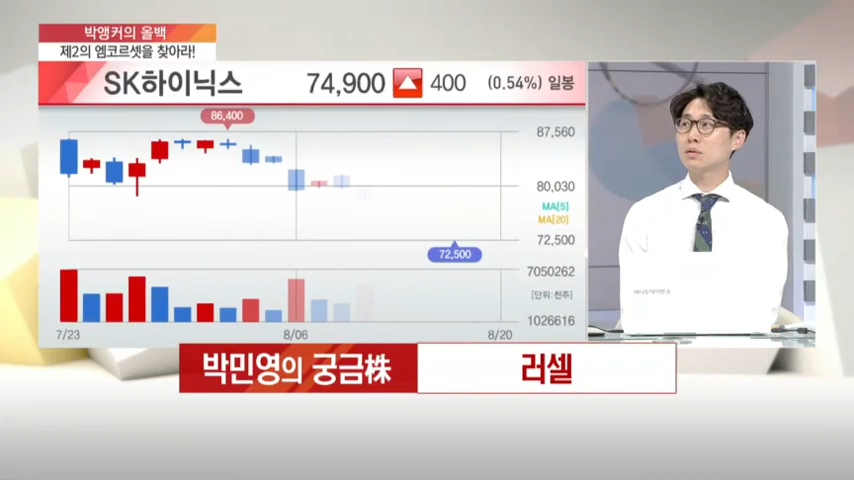 박앵커의 올백
제2의 엠코르셋을 찾아라!
SK하이닉스 74,900 400 (0.54%) 일봉
86,400
87,560
80,030
MA[5]
MA[20]
72,500
72,500
7050262
[단위:천주]
1026616
7/23 8/06 8/20
박민영의 궁금株 러셀